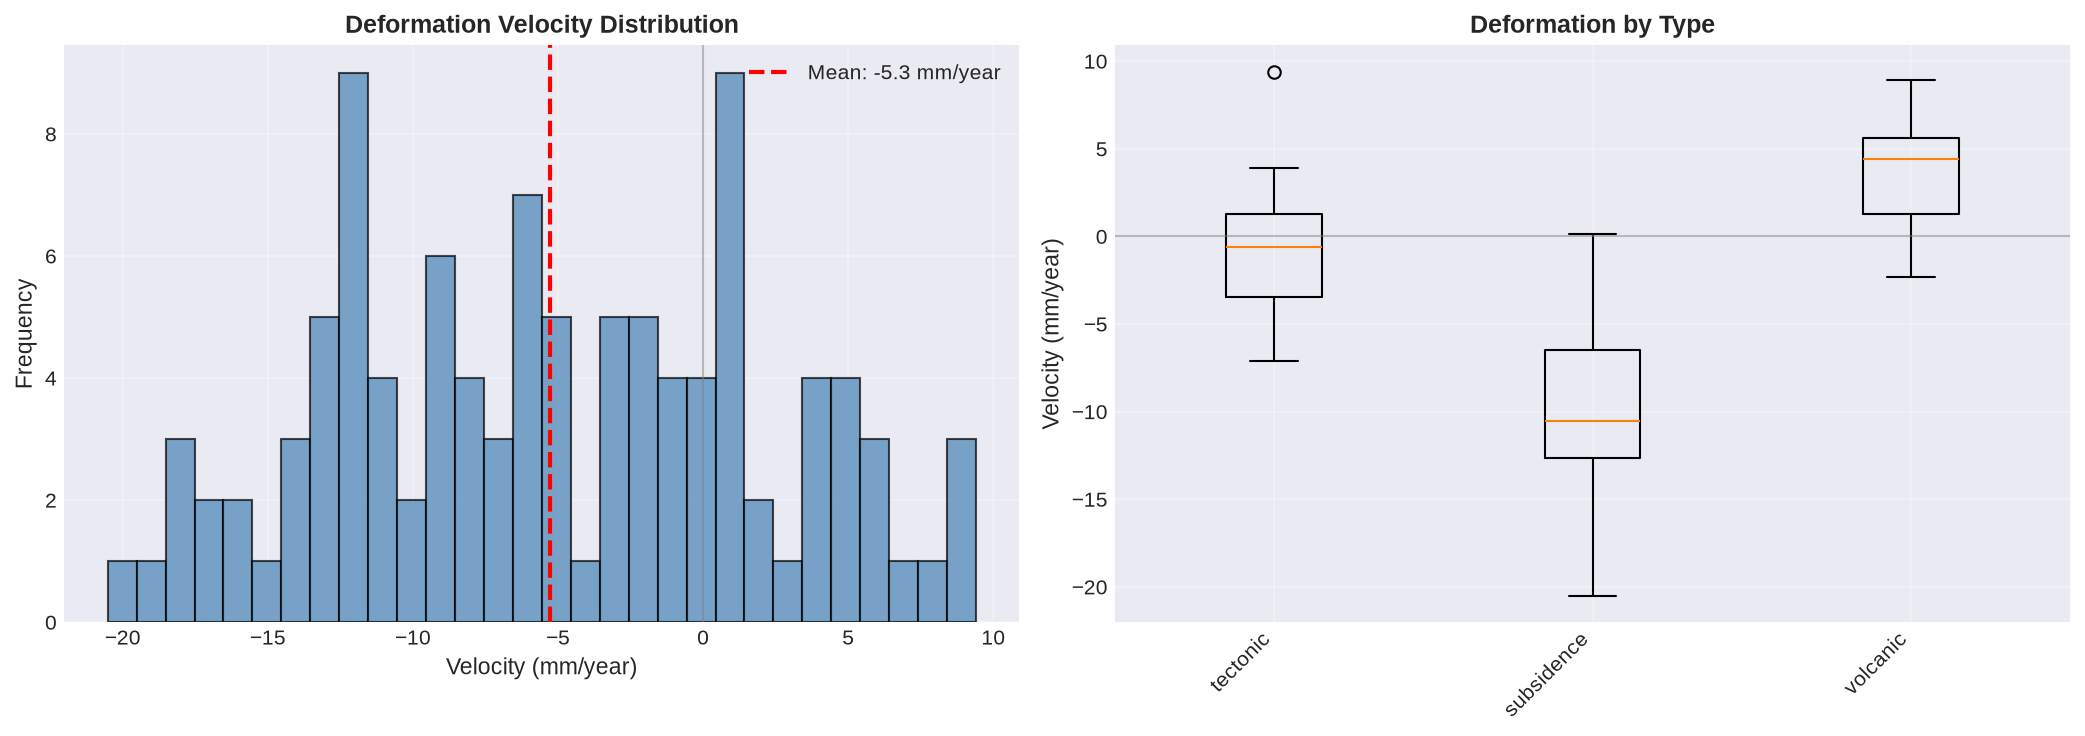 Deformation Velocity Distribution
Mean: -5.3 mm/year
Frequency
8
6
4
2
0
−20 −15 −10 −5 0 5 10
Velocity (mm/year)
Deformation by Type
Velocity (mm/year)
10
5
0
−5
−10
−15
−20
tectonic
subsidence
volcanic